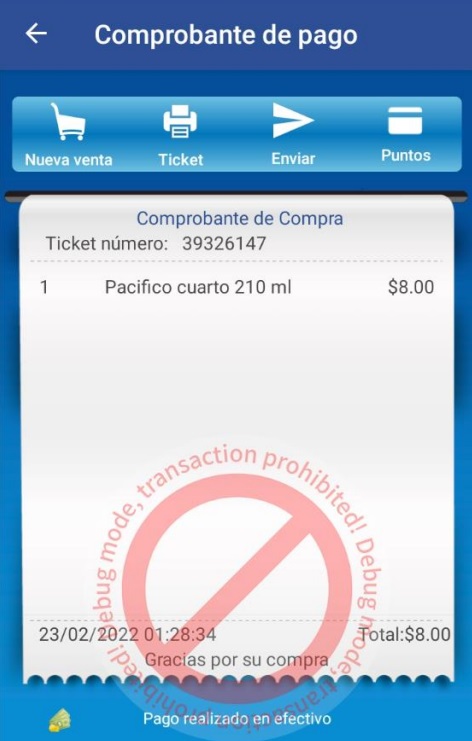 Comprobante de pago
Nueva venta Ticket Enviar Puntos
Comprobante de Compra
Ticket número: 39326147
1 Pacifico cuarto 210 ml $8.00
Debug mode, transaction prohibited! Debug mode, transaction prohibited!
23/02/2022 01:28:34 Total:$8.00
Gracias por su compra
Pago realizado en efectivo